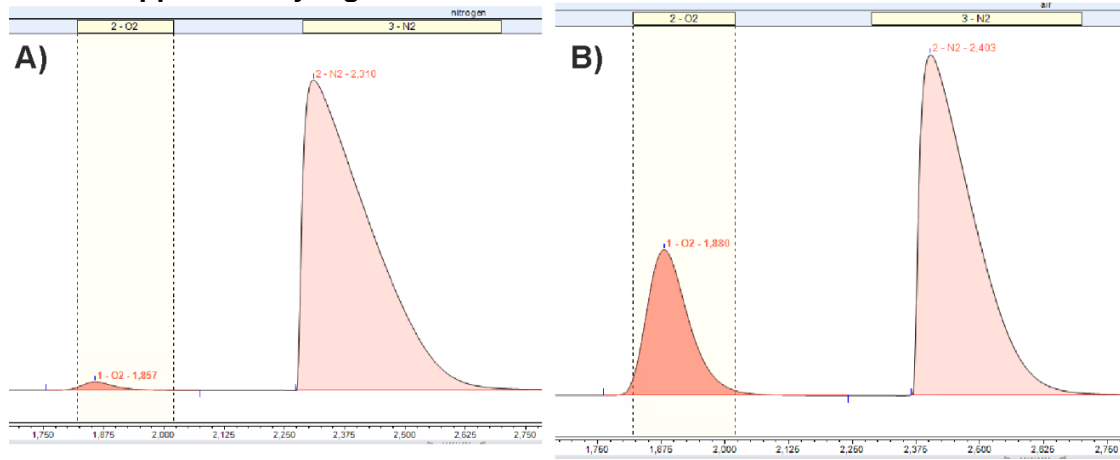 nitrogen
2 - O2 3 - N2
A)
2 - N2 - 2,310
1 - O2 - 1,857
1,750 1,875 2,000 2,125 2,250 2,375 2,500 2,625 2,750
air
2 - O2 3 - N2
B)
2 - N2 - 2,403
1 - O2 - 1,880
1,750 1,875 2,000 2,125 2,250 2,375 2,500 2,625 2,750